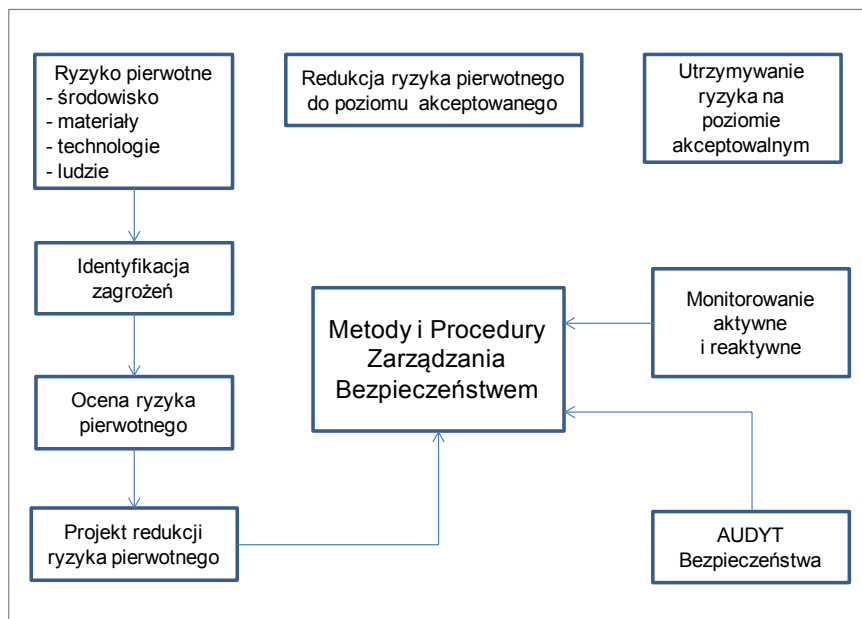 Ryzyko pierwotne
- środowisko
- materiały
- technologie
- ludzie
Redukcja ryzyka pierwotnego
do poziomu akceptowanego
Utrzymywanie
ryzyka na
poziomie
akceptowalnym
Identyfikacja
zagrożeń
Metody i Procedury
Zarządzania
Bezpieczeństwem
Monitorowanie
aktywne
i reaktywne
Ocena ryzyka
pierwotnego
Projekt redukcji
ryzyka pierwotnego
AUDYT
Bezpieczeństwa